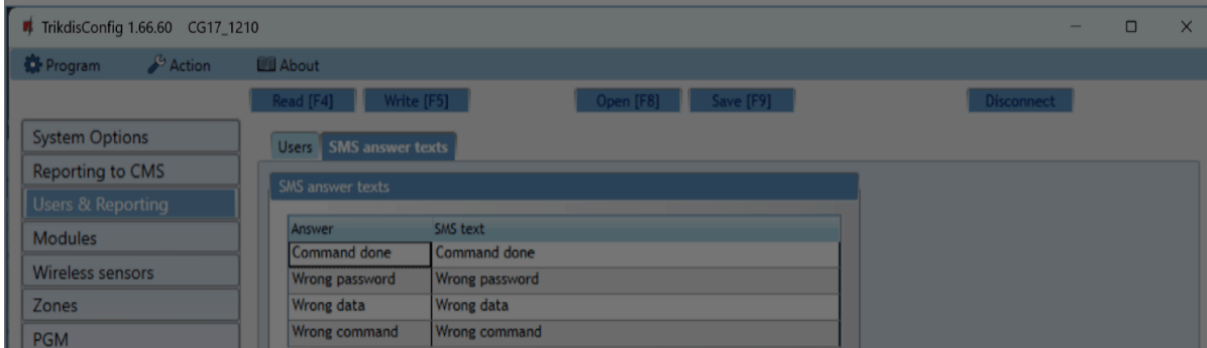 TrikdisConfig 1.66.60 CG17_1210
Program Action About
Read [F4] Write [F5] Open [F8] Save [F9] Disconnect
System Options
Reporting to CMS
Users & Reporting
Modules
Wireless sensors
Zones
PGM
Users SMS answer texts
SMS answer texts
Answer SMS text
Command done Command done
Wrong password Wrong password
Wrong data Wrong data
Wrong command Wrong command